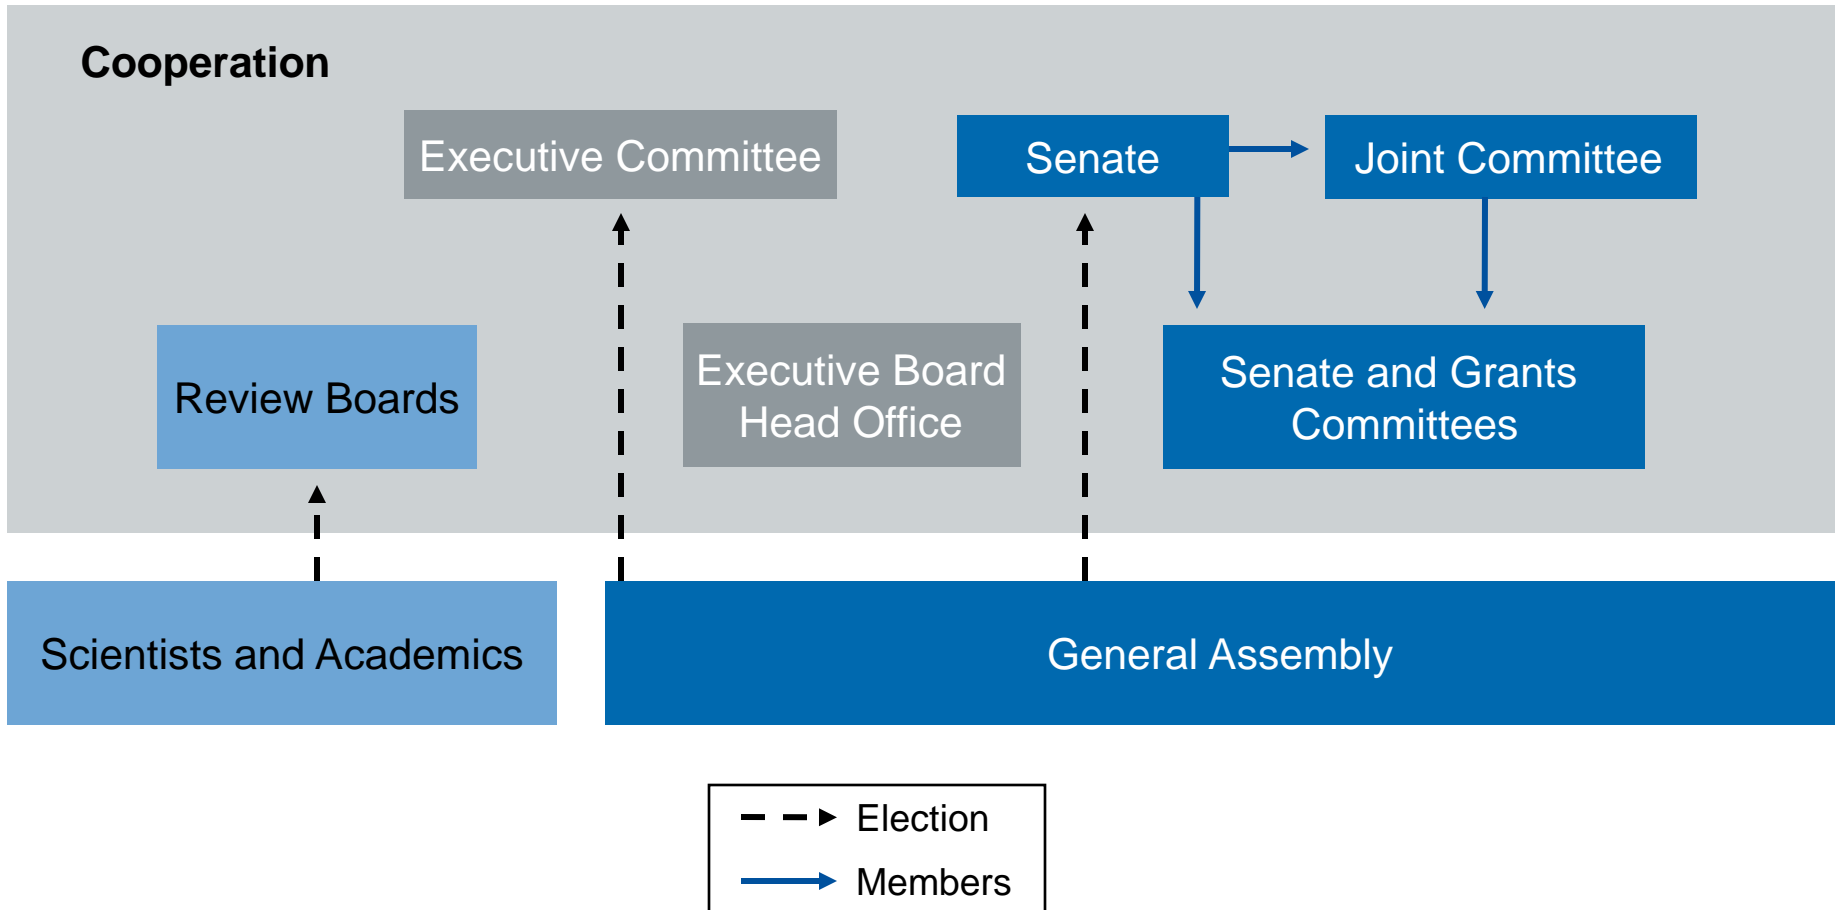 Cooperation
Executive Committee
Senate
Joint Committee
Review Boards
Executive Board
Head Office
Senate and Grants
Committees
Scientists and Academics
General Assembly
Election
Members